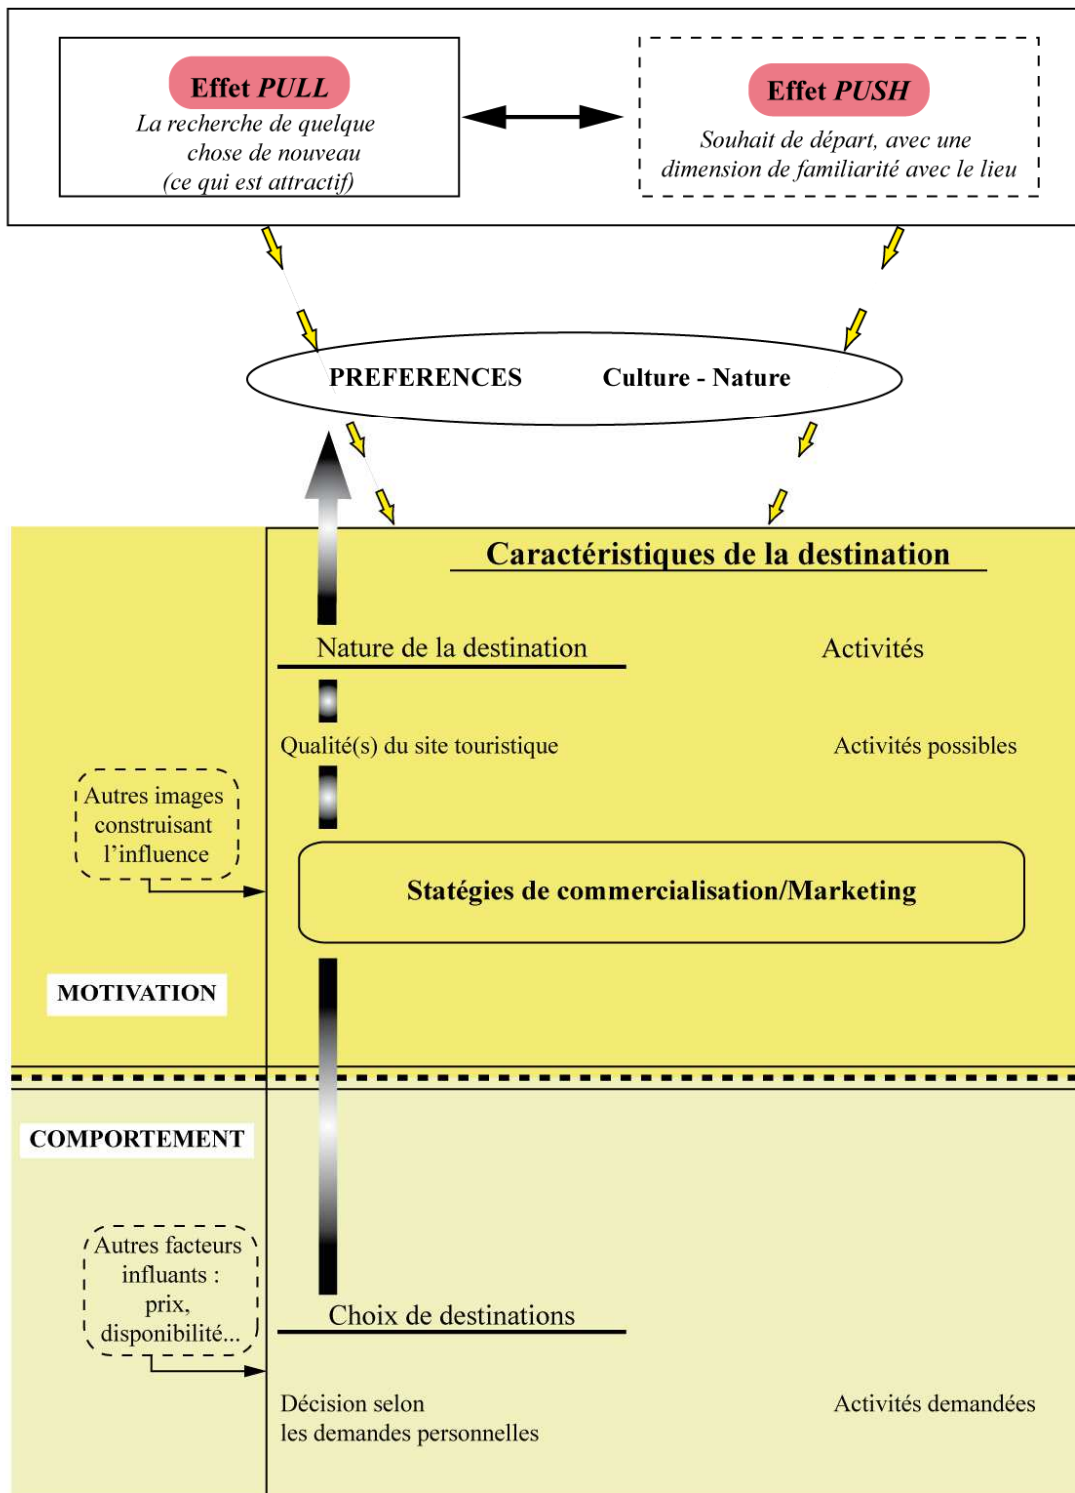 Effet PULL
La recherche de quelque
chose de nouveau
(ce qui est attractif)
Effet PUSH
Souhait de départ, avec une
dimension de familiarité avec le lieu
PREFERENCES
Culture - Nature
Caractéristiques de la destination
Nature de la destination
Activités
Qualité(s) du site touristique
Activités possibles
Autres images
construisant
l’influence
Statégies de commercialisation/Marketing
MOTIVATION
COMPORTEMENT
Autres facteurs
influants :
prix,
disponibilité...
Choix de destinations
Décision selon
les demandes personnelles
Activités demandées